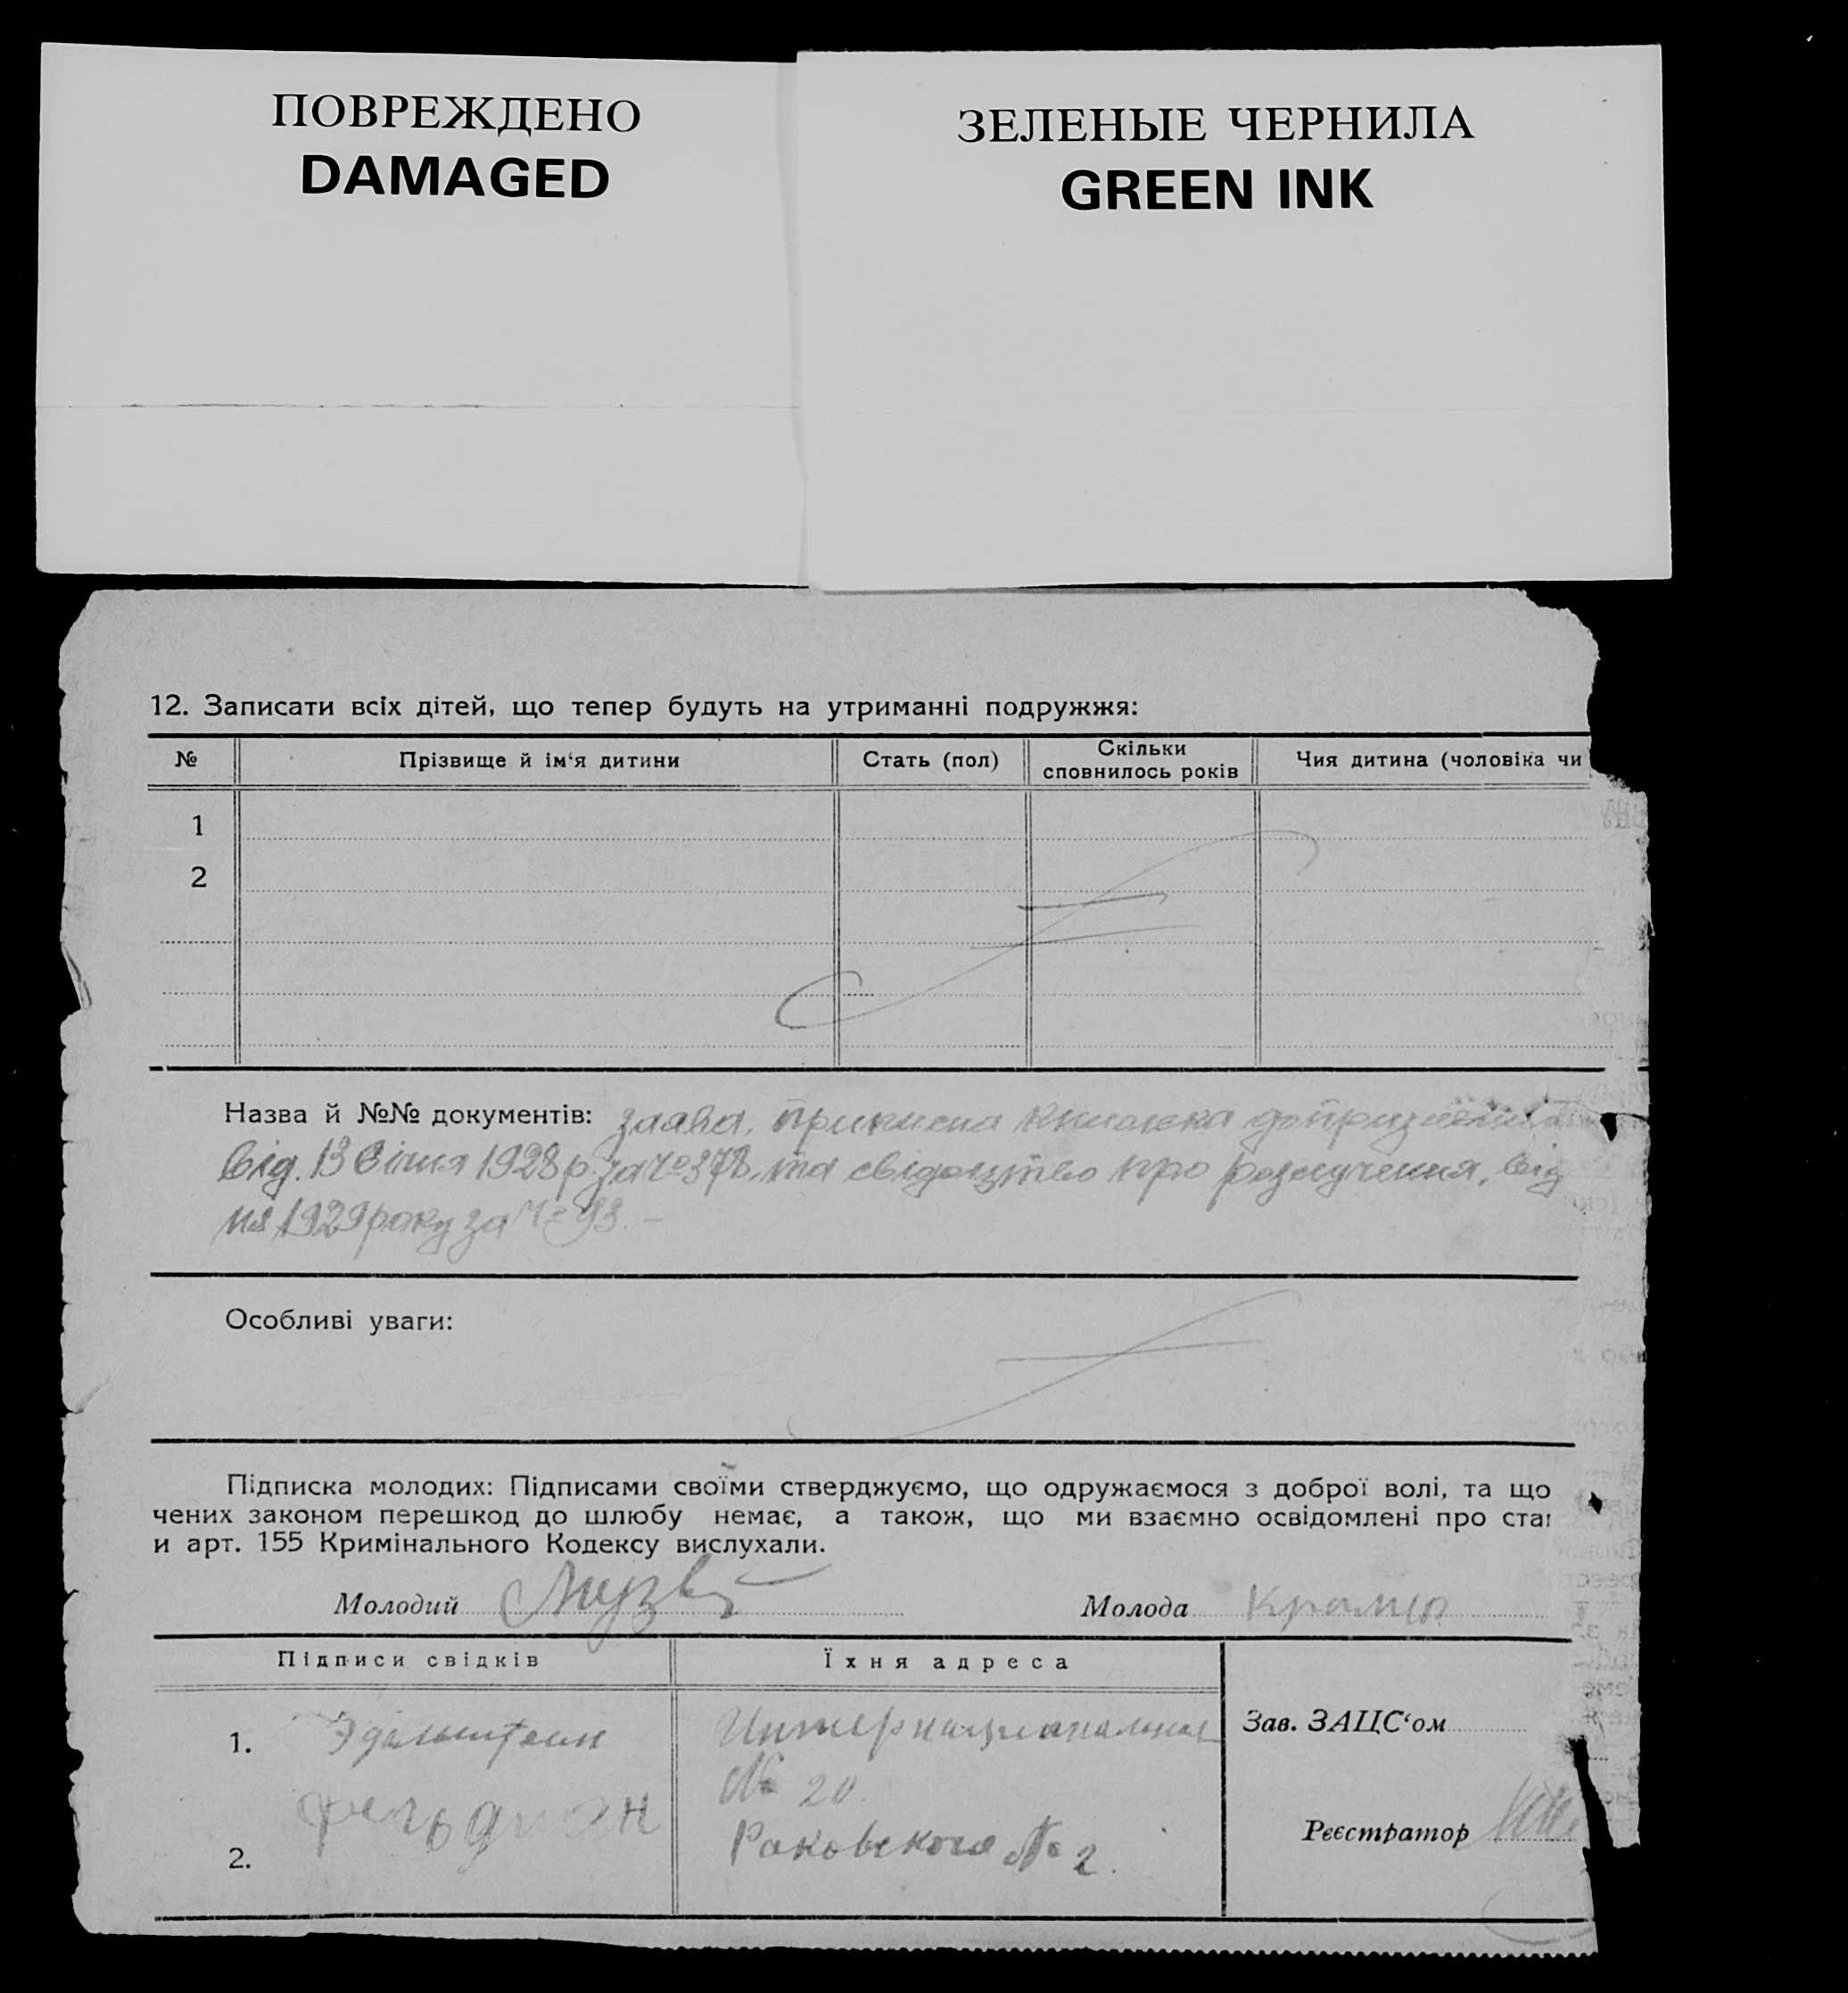 ПОВРЕЖДЕНО
DAMAGED
ЗЕЛЕНЫЕ ЧЕРНИЛА
GREEN INK
12. Записати всіх дітей, що тепер будуть на утриманні подружжя:
№ Прізвище й ім‘я дитини Стать (пол) Скільки сповнилось років Чия дитина (чоловіка чи
1
2
Назва й №№ документів: заява, приписна книжка
від. 13 Січня 1928 р. за № 378. та свідоцтво про розлучення, від
ня 1929 року за № 93. –
Особливі уваги:
Підписка молодих: Підписами своїми стверджуємо, що одружаємося з доброї волі, та що
чених законом перешкод до шлюбу немає, а також, що ми взаємно освідомлені про ста
и арт. 155 Кримінального Кодексу вислухали.
Молодий Молода
Підписи свідків Їхня адреса
1. Эдельштейн Интернациональная
№ 20.
Зав. ЗАЦС‘ом
2. Раковского № 2.
Реєстратор